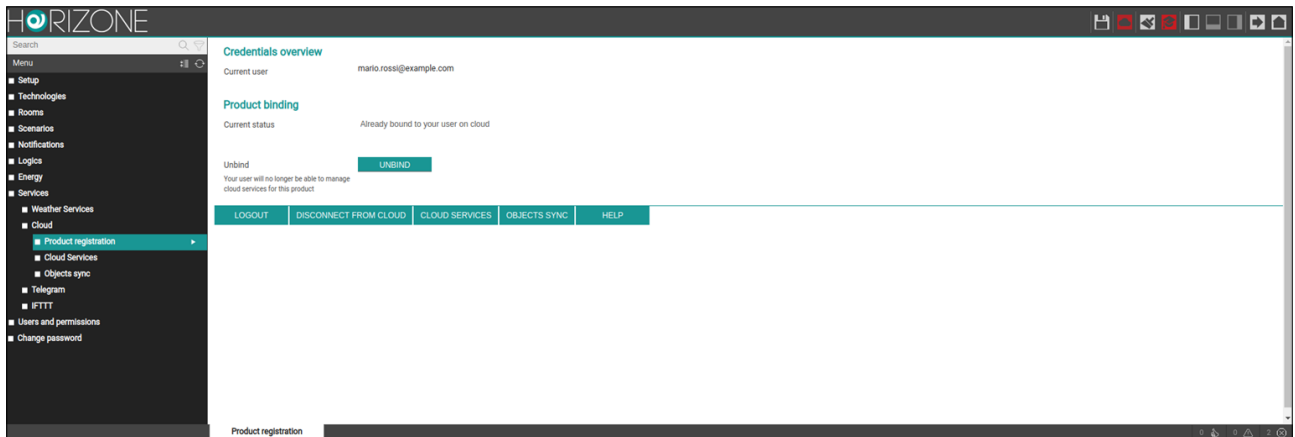 HORIZONE
Search
Menu
Setup
Technologies
Rooms
Scenarios
Notifications
Logics
Energy
Services
Weather Services
Cloud
Product registration
Cloud Services
Objects sync
Telegram
IFTTT
Users and permissions
Change password
Credentials overview
Current user mario.rossi@example.com
Product binding
Current status Already bound to your user on cloud
Unbind UNBIND
Your user will no longer be able to manage
cloud services for this product
LOGOUT DISCONNECT FROM CLOUD CLOUD SERVICES OBJECTS SYNC HELP
Product registration
0 0 2